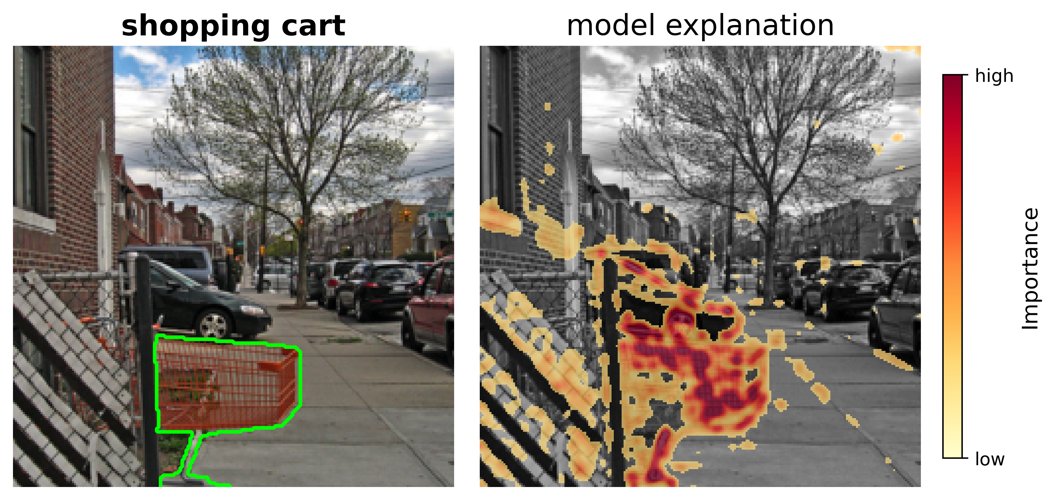 shopping cart
model explanation
high
Importance
low